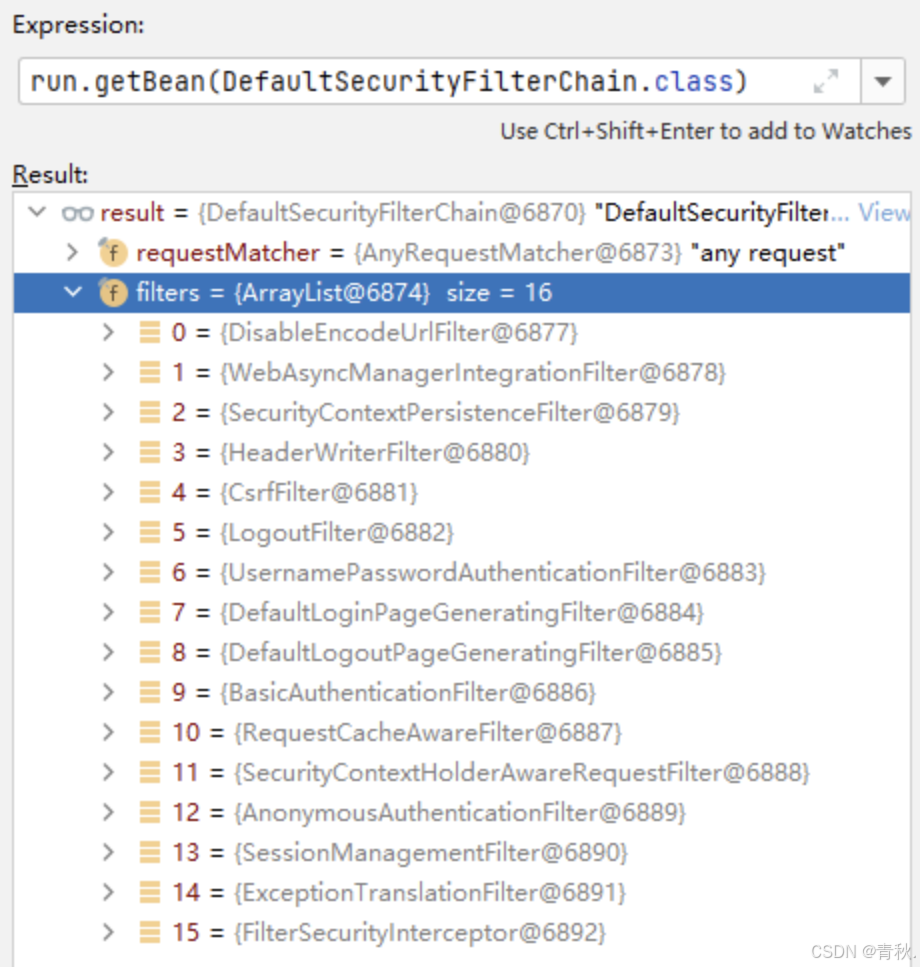 Expression:
run.getBean(DefaultSecurityFilterChain.class)
Use Ctrl+Shift+Enter to add to Watches
Result:
result = {DefaultSecurityFilterChain@6870} "DefaultSecurityFilter... View
requestMatcher = {AnyRequestMatcher@6873} "any request"
filters = {ArrayList@6874} size = 16
0 = {DisableEncodeUrlFilter@6877}
1 = {WebAsyncManagerIntegrationFilter@6878}
2 = {SecurityContextPersistenceFilter@6879}
3 = {HeaderWriterFilter@6880}
4 = {CsrfFilter@6881}
5 = {LogoutFilter@6882}
6 = {UsernamePasswordAuthenticationFilter@6883}
7 = {DefaultLoginPageGeneratingFilter@6884}
8 = {DefaultLogoutPageGeneratingFilter@6885}
9 = {BasicAuthenticationFilter@6886}
10 = {RequestCacheAwareFilter@6887}
11 = {SecurityContextHolderAwareRequestFilter@6888}
12 = {AnonymousAuthenticationFilter@6889}
13 = {SessionManagementFilter@6890}
14 = {ExceptionTranslationFilter@6891}
15 = {FilterSecurityInterceptor@6892}
CSDN @青秋.